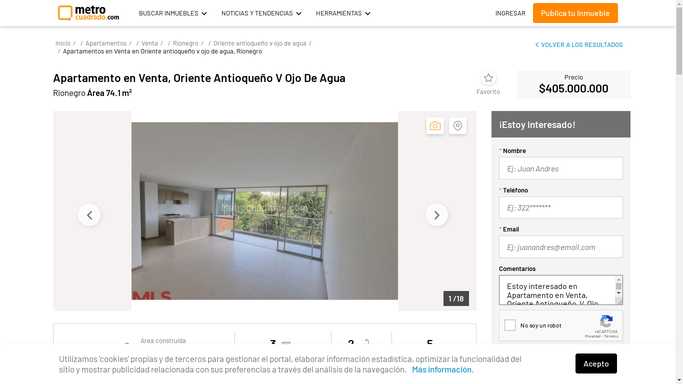 metro
cuadrado.com
BUSCAR INMUEBLES
NOTICIAS Y TENDENCIAS
HERRAMIENTAS
INGRESAR
Publica tu Inmueble
Inicio / / Apartamentos / / Venta / / Rionegro / / Oriente antioqueño v ojo de agua /
/ Apartamentos en Venta en Oriente antioqueño v ojo de agua, Rionegro
VOLVER A LOS RESULTADOS
Apartamento en Venta, Oriente Antioqueño V Ojo De Agua
Rionegro Área 74.1 m²
Favorito
Precio
$405.000.000
MLS
1 / 18
¡Estoy Interesado!
* Nombre
Ej: Juan Andres
* Teléfono
Ej: 322*******
* Email
Ej: juanandres@email.com
Comentarios
Estoy interesado en
Apartamento en Venta,
Oriente Antioqueño V Ojo
No soy un robot
reCAPTCHA
Privacidad - Términos
Área construida
3
2
5
Utilizamos 'cookies' propias y de terceros para gestionar el portal, elaborar información estadística, optimizar la funcionalidad del
sitio y mostrar publicidad relacionada con sus preferencias a través del análisis de la navegación. Más información.
Acepto